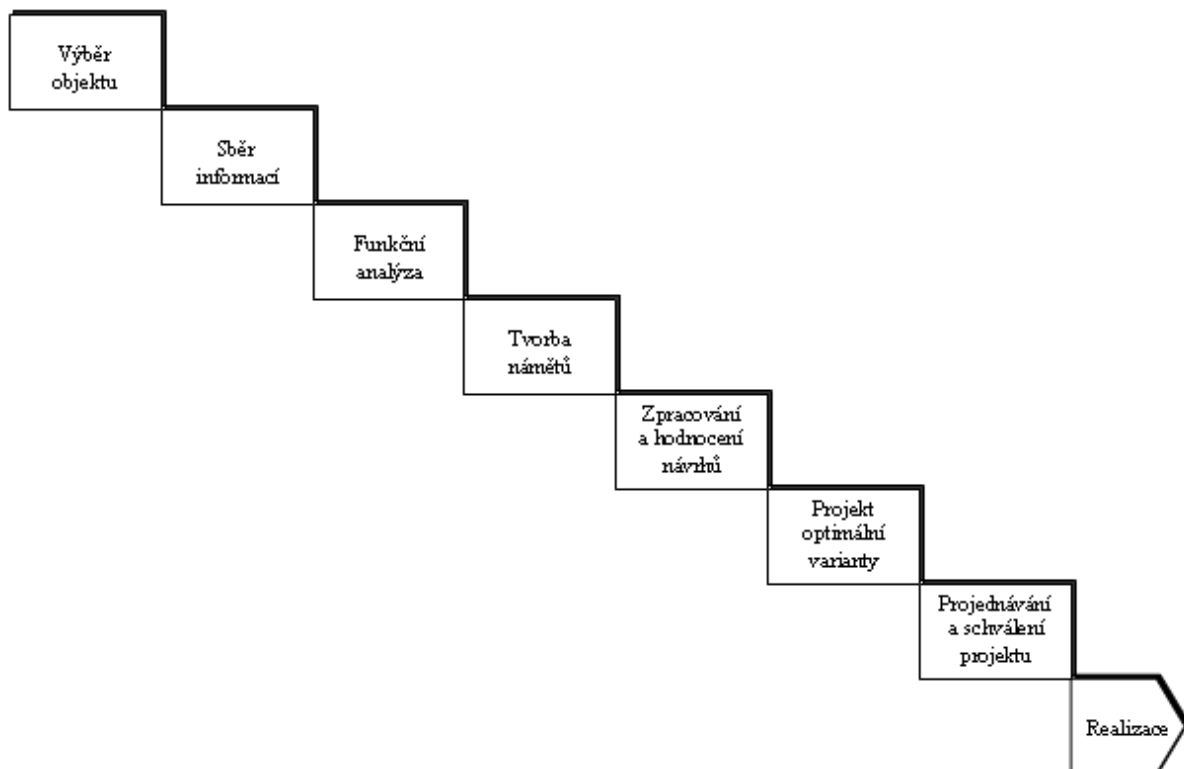 Výběr
objektu
Sběr
informací
Funkční
analýza
Tvorba
námětů
Zpracování
a hodnocení
návrhů
Projekt
optimální
varianty
Projednávání
a schválení
projektu
Realizace